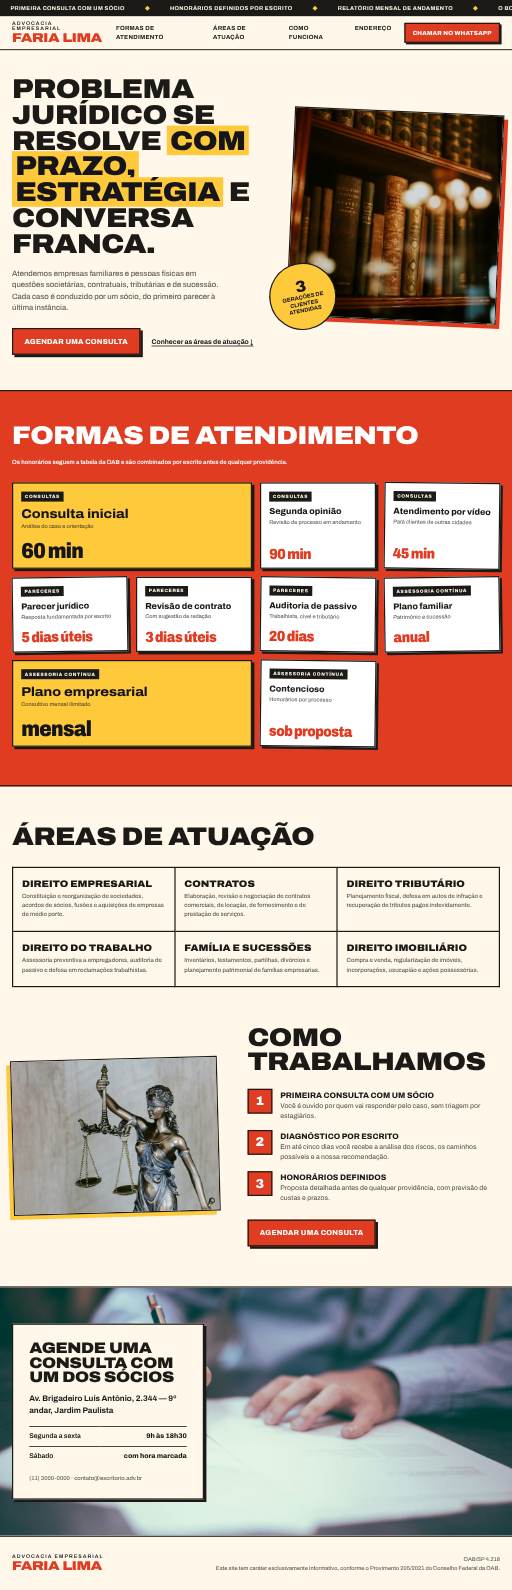 PRIMEIRA CONSULTA COM UM SÓCIO ◆ HONORÁRIOS DEFINIDOS POR ESCRITO ◆ RELATÓRIO MENSAL DE ANDAMENTO ◆
ADVOCACIA
EMPRESARIAL
FARIA LIMA
FORMAS DE
ATENDIMENTO
ÁREAS DE
ATUAÇÃO
COMO
FUNCIONA
ENDEREÇO
CHAMAR NO WHATSAPP
PROBLEMA
JURÍDICO SE
RESOLVE COM
PRAZO,
ESTRATÉGIA E
CONVERSA
FRANCA.
Atendemos empresas familiares e pessoas físicas em
questões societárias, contratuais, tributárias e de sucessão.
Cada caso é conduzido por um sócio, do primeiro parecer à
última instância.
AGENDAR UMA CONSULTA
Conhecer as áreas de atuação ↓
3
GERAÇÕES DE
CLIENTES
ATENDIDAS
FORMAS DE ATENDIMENTO
Os honorários seguem a tabela da OAB e são combinados por escrito antes de qualquer providência.
CONSULTAS
Consulta inicial
Análise do caso e orientação
60 min
CONSULTAS
Segunda opinião
Revisão de processo em andamento
90 min
CONSULTAS
Atendimento por vídeo
Para clientes de outras cidades
45 min
PARECERES
Parecer jurídico
Resposta fundamentada por escrito
5 dias úteis
PARECERES
Revisão de contrato
Com sugestão de redação
3 dias úteis
PARECERES
Auditoria de passivo
Trabalhista, cível e tributário
20 dias
ASSESSORIA CONTÍNUA
Plano familiar
Patrimônio e sucessão
anual
ASSESSORIA CONTÍNUA
Plano empresarial
Consultivo mensal ilimitado
mensal
ASSESSORIA CONTÍNUA
Contencioso
Honorários por processo
sob proposta
ÁREAS DE ATUAÇÃO
DIREITO EMPRESARIAL
Constituição e reorganização de sociedades,
acordos de sócios, fusões e aquisições de empresas
de médio porte.
CONTRATOS
Elaboração, revisão e negociação de contratos
comerciais, de locação, de fornecimento e de
prestação de serviços.
DIREITO TRIBUTÁRIO
Planejamento fiscal, defesa em autos de infração e
recuperação de tributos pagos indevidamente.
DIREITO DO TRABALHO
Assessoria preventiva a empregadores, auditoria de
passivo e defesa em reclamações trabalhistas.
FAMÍLIA E SUCESSÕES
Inventários, testamentos, partilhas, divórcios e
planejamento patrimonial de famílias empresárias.
DIREITO IMOBILIÁRIO
Compra e venda, regularização de imóveis,
incorporações, usucapião e ações possessórias.
COMO
TRABALHAMOS
1
PRIMEIRA CONSULTA COM UM SÓCIO
Você é ouvido por quem vai responder pelo caso, sem triagem por
estagiários.
2
DIAGNÓSTICO POR ESCRITO
Em até cinco dias você recebe a análise dos riscos, os caminhos
possíveis e a nossa recomendação.
3
HONORÁRIOS DEFINIDOS
Proposta detalhada antes de qualquer providência, com previsão de
custas e prazos.
AGENDAR UMA CONSULTA
AGENDE UMA
CONSULTA COM
UM DOS SÓCIOS
Av. Brigadeiro Luís Antônio, 2.344 — 9º
andar, Jardim Paulista
Segunda a sexta 9h às 18h30
Sábado com hora marcada
(11) 3000-0000 · contato@escritorio.adv.br
ADVOCACIA EMPRESARIAL
FARIA LIMA
OAB/SP 4.218
Este site tem caráter exclusivamente informativo, conforme o Provimento 205/2021 do Conselho Federal da OAB.